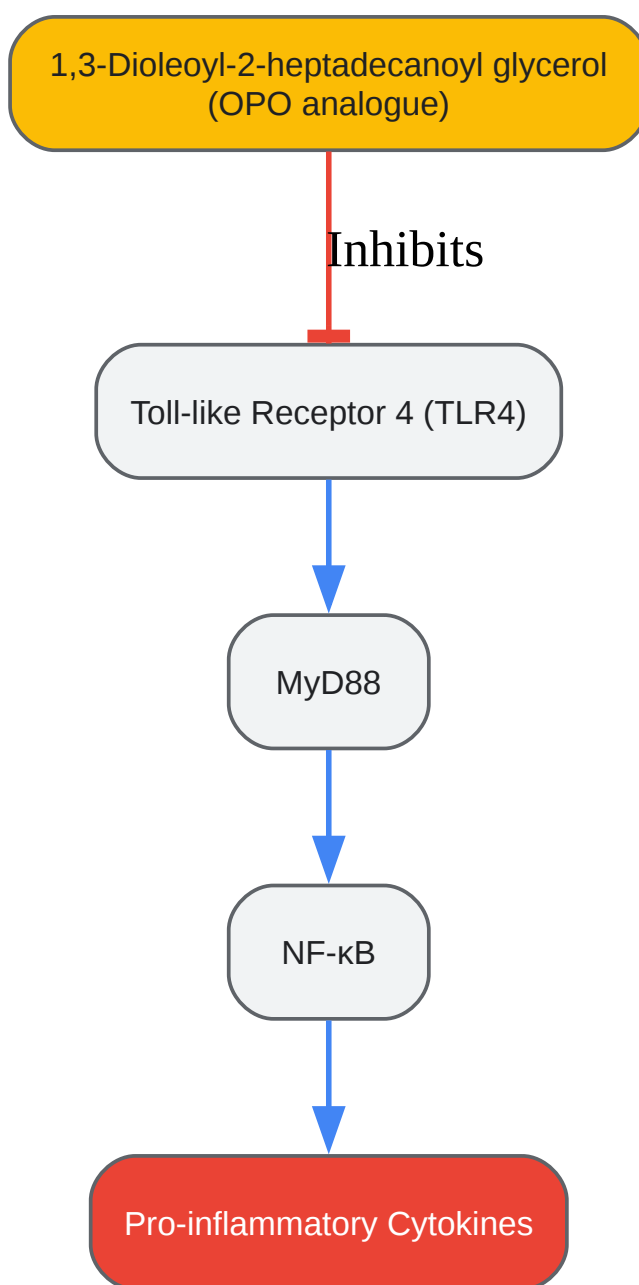 1,3-Dioleoyl-2-heptadecanoyl glycerol
(OPO analogue)
Inhibits
Toll-like Receptor 4 (TLR4)
MyD88
NF-κB
Pro-inflammatory Cytokines